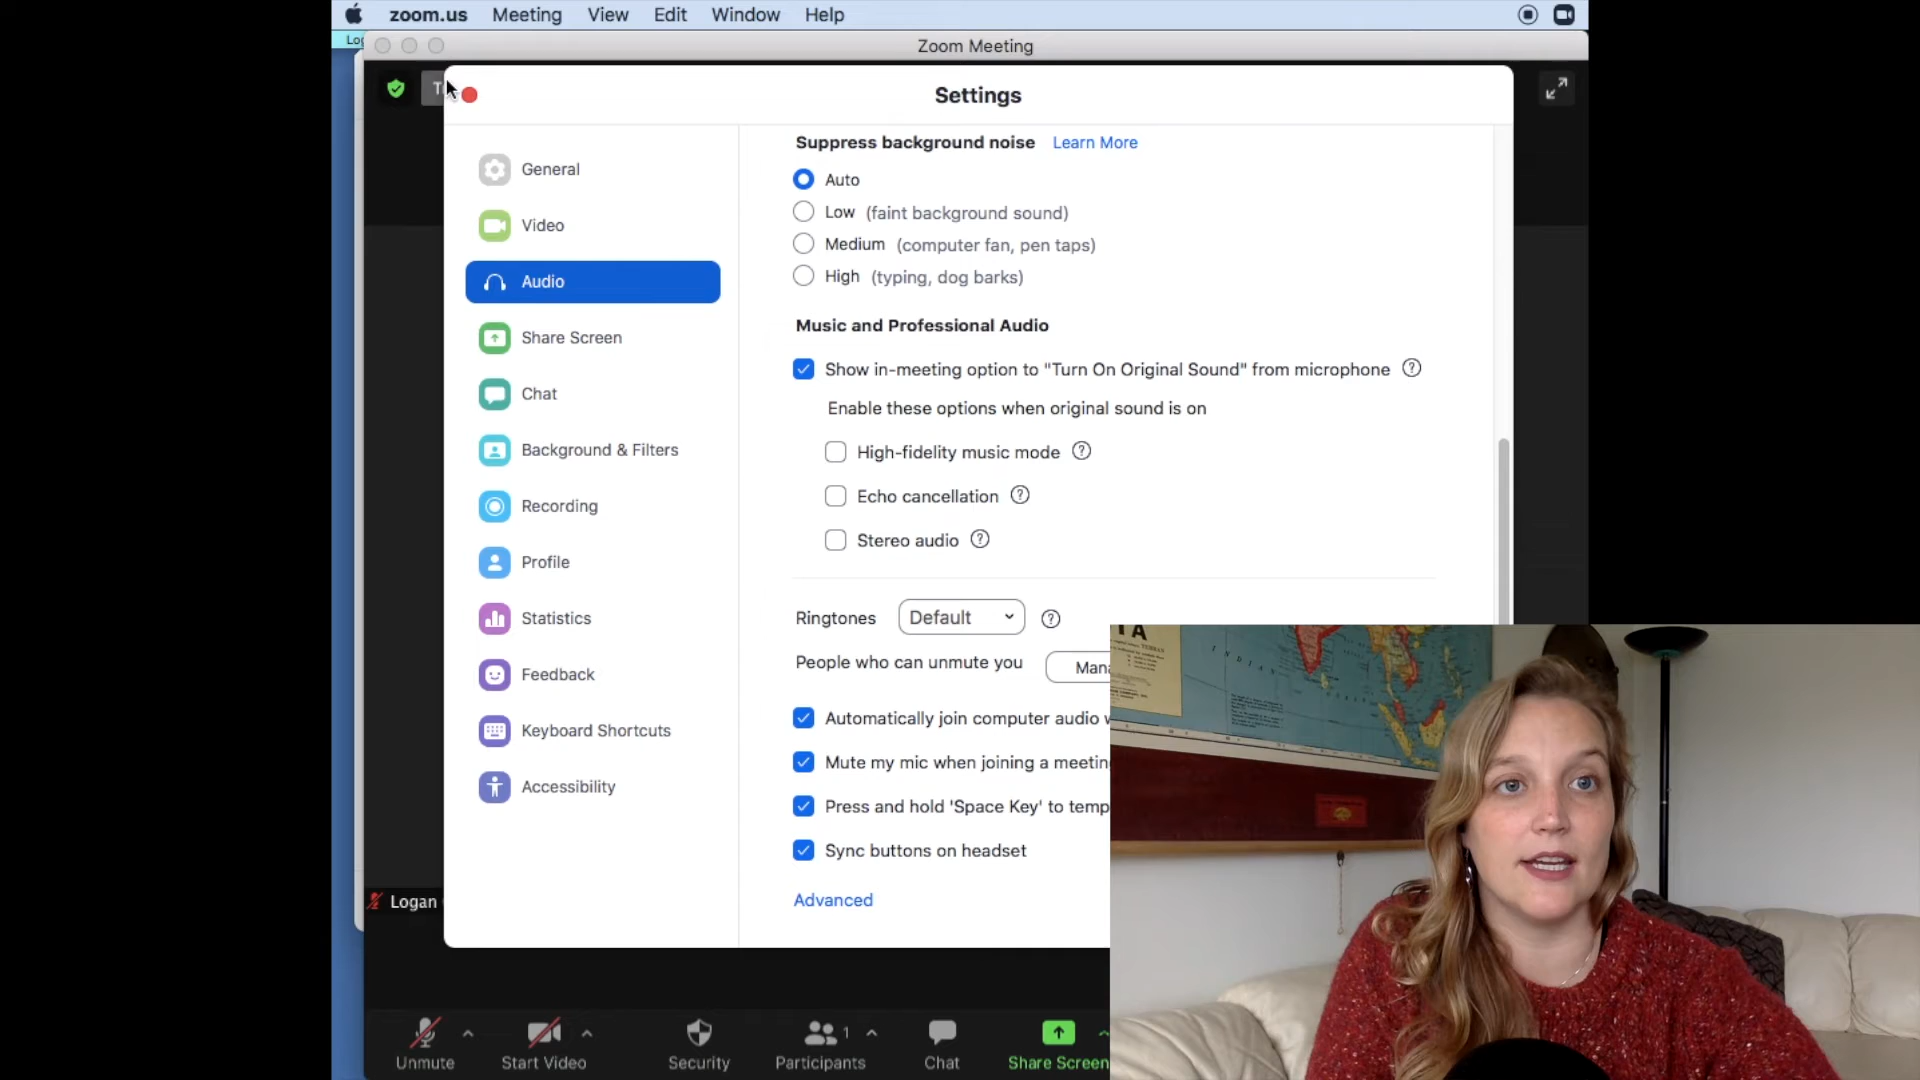 zoom.us Meeting View Edit Window Help
Log
Zoom Meeting
T
Settings
Suppress background noise Learn More
General
Auto
Low (faint background sound)
Video
Medium (computer fan, pen taps)
High (typing, dog barks)
Audio
Music and Professional Audio
Share Screen
Show in-meeting option to "Turn On Original Sound" from microphone ?
Chat
Enable these options when original sound is on
Background & Filters
High-fidelity music mode ?
Echo cancellation ?
Recording
Stereo audio ?
Profile
Ringtones Default ?
Statistics
People who can unmute you Mana
Feedback
Automatically join computer audio w
Keyboard Shortcuts
Mute my mic when joining a meetin
Accessibility
Press and hold 'Space Key' to temp
Sync buttons on headset
Advanced
Logan
TA
INDIAN
1
Unmute Start Video Security Participants Chat Share Screen